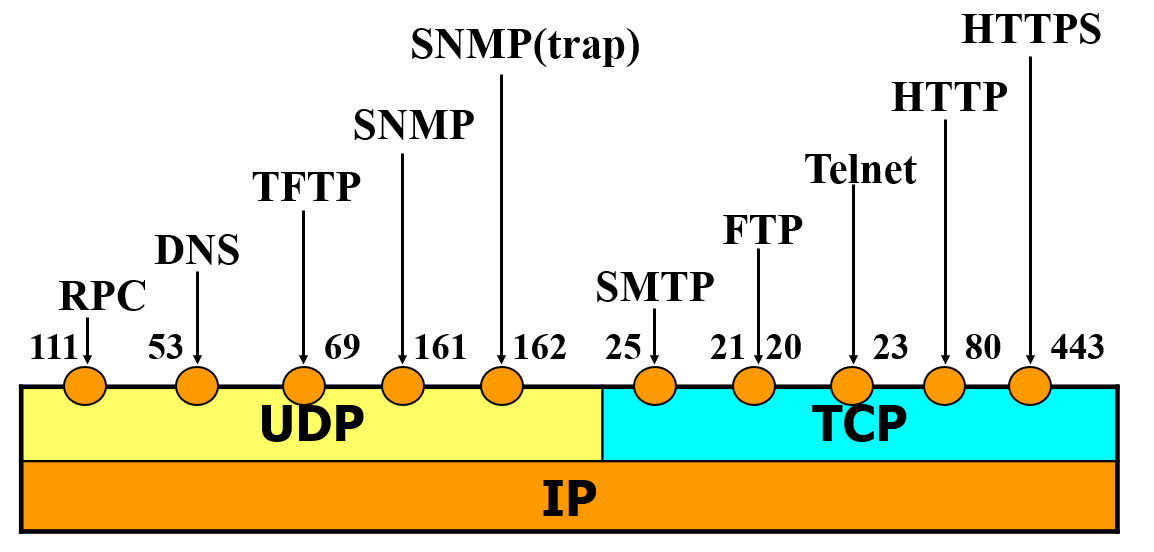 HTTPS
SNMP(trap)
HTTP
SNMP
Telnet
TFTP
FTP
DNS
SMTP
RPC
111 53 69 161 162 25 21 20 23 80 443
UDP TCP
IP